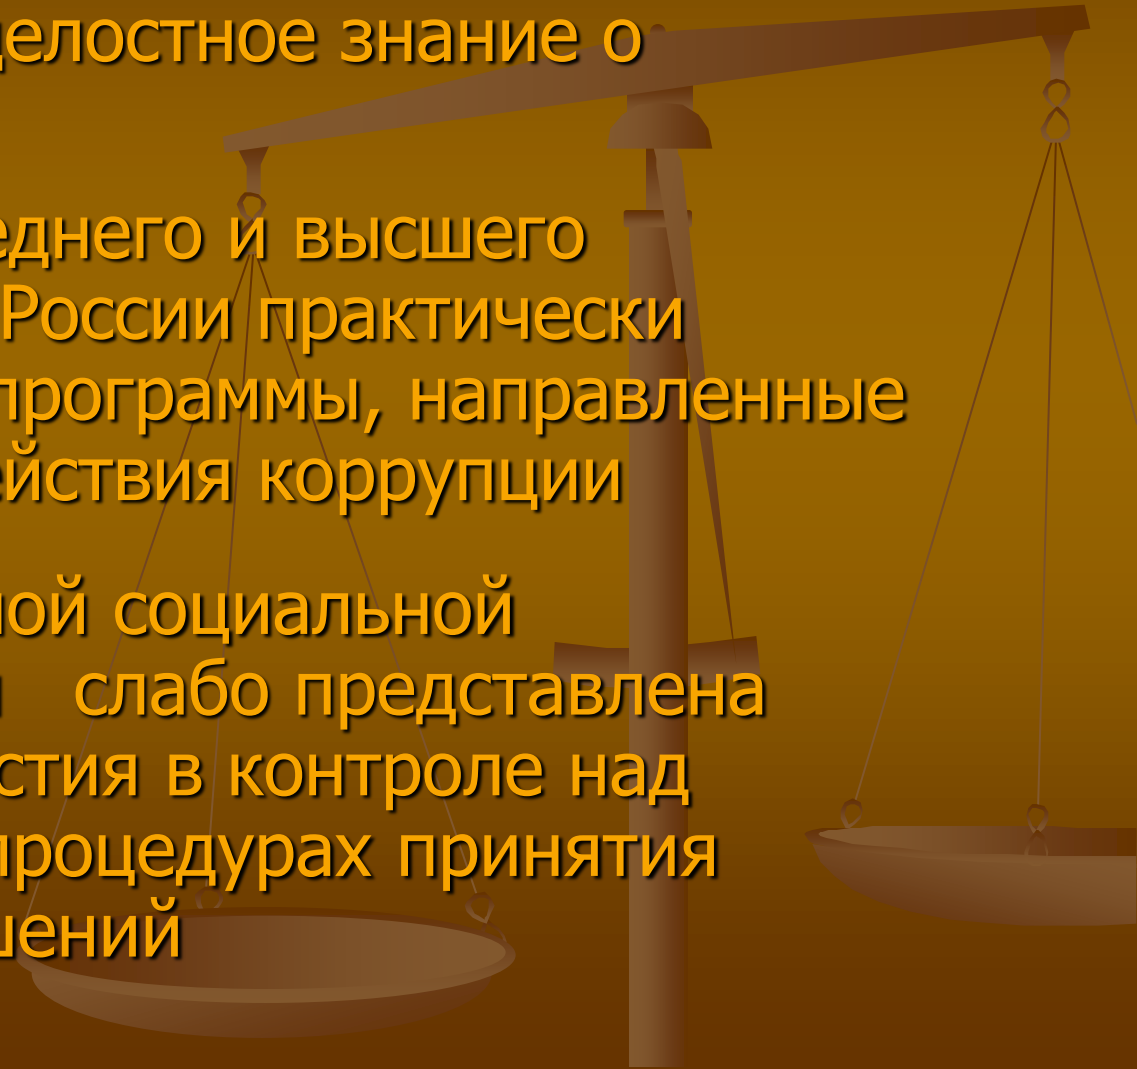 целостное знание о
еднего и высшего
России практически
программы, направленные
ействия коррупции
ной социальной
слабо представлена
стия в контроле над
процедурах принятия
шений